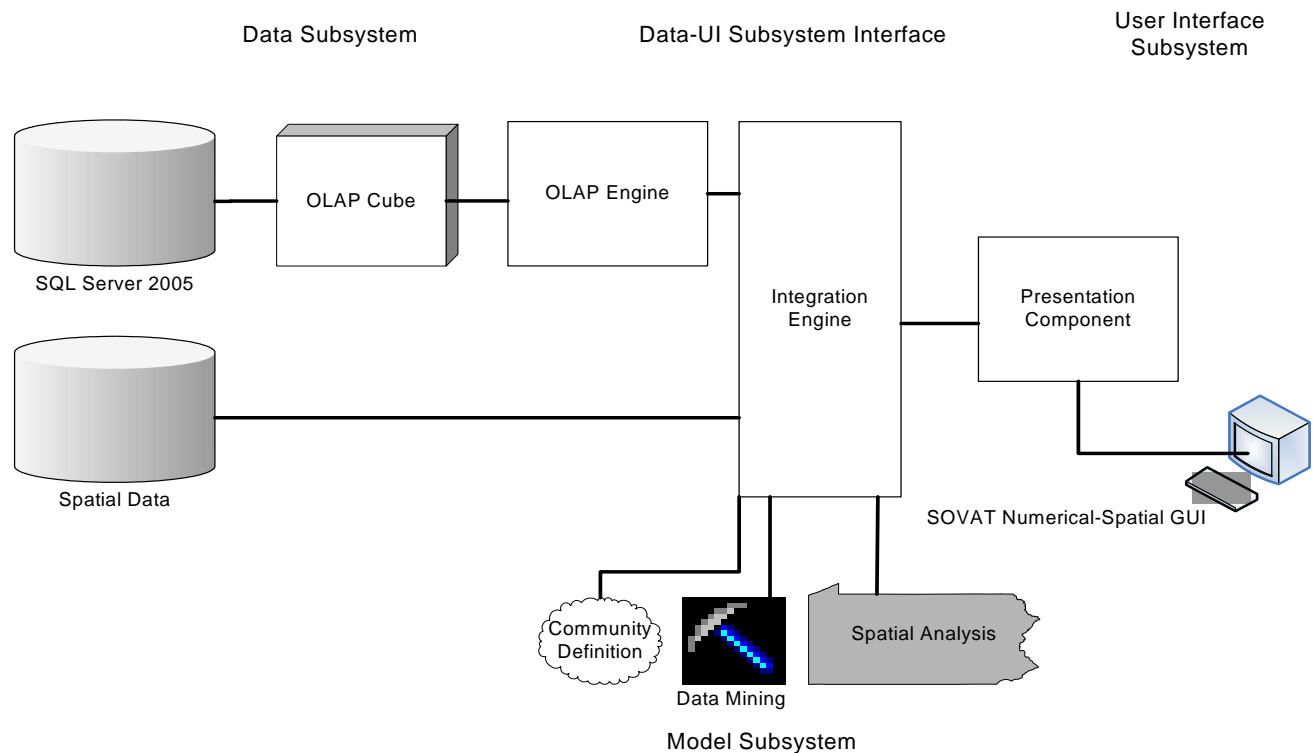 Data Subsystem
Data-UI Subsystem Interface
User Interface
Subsystem
OLAP Cube
OLAP Engine
SQL Server 2005
Integration
Engine
Presentation
Component
Spatial Data
SOVAT Numerical-Spatial GUI
Community
Definition
Data Mining
Spatial Analysis
Model Subsystem